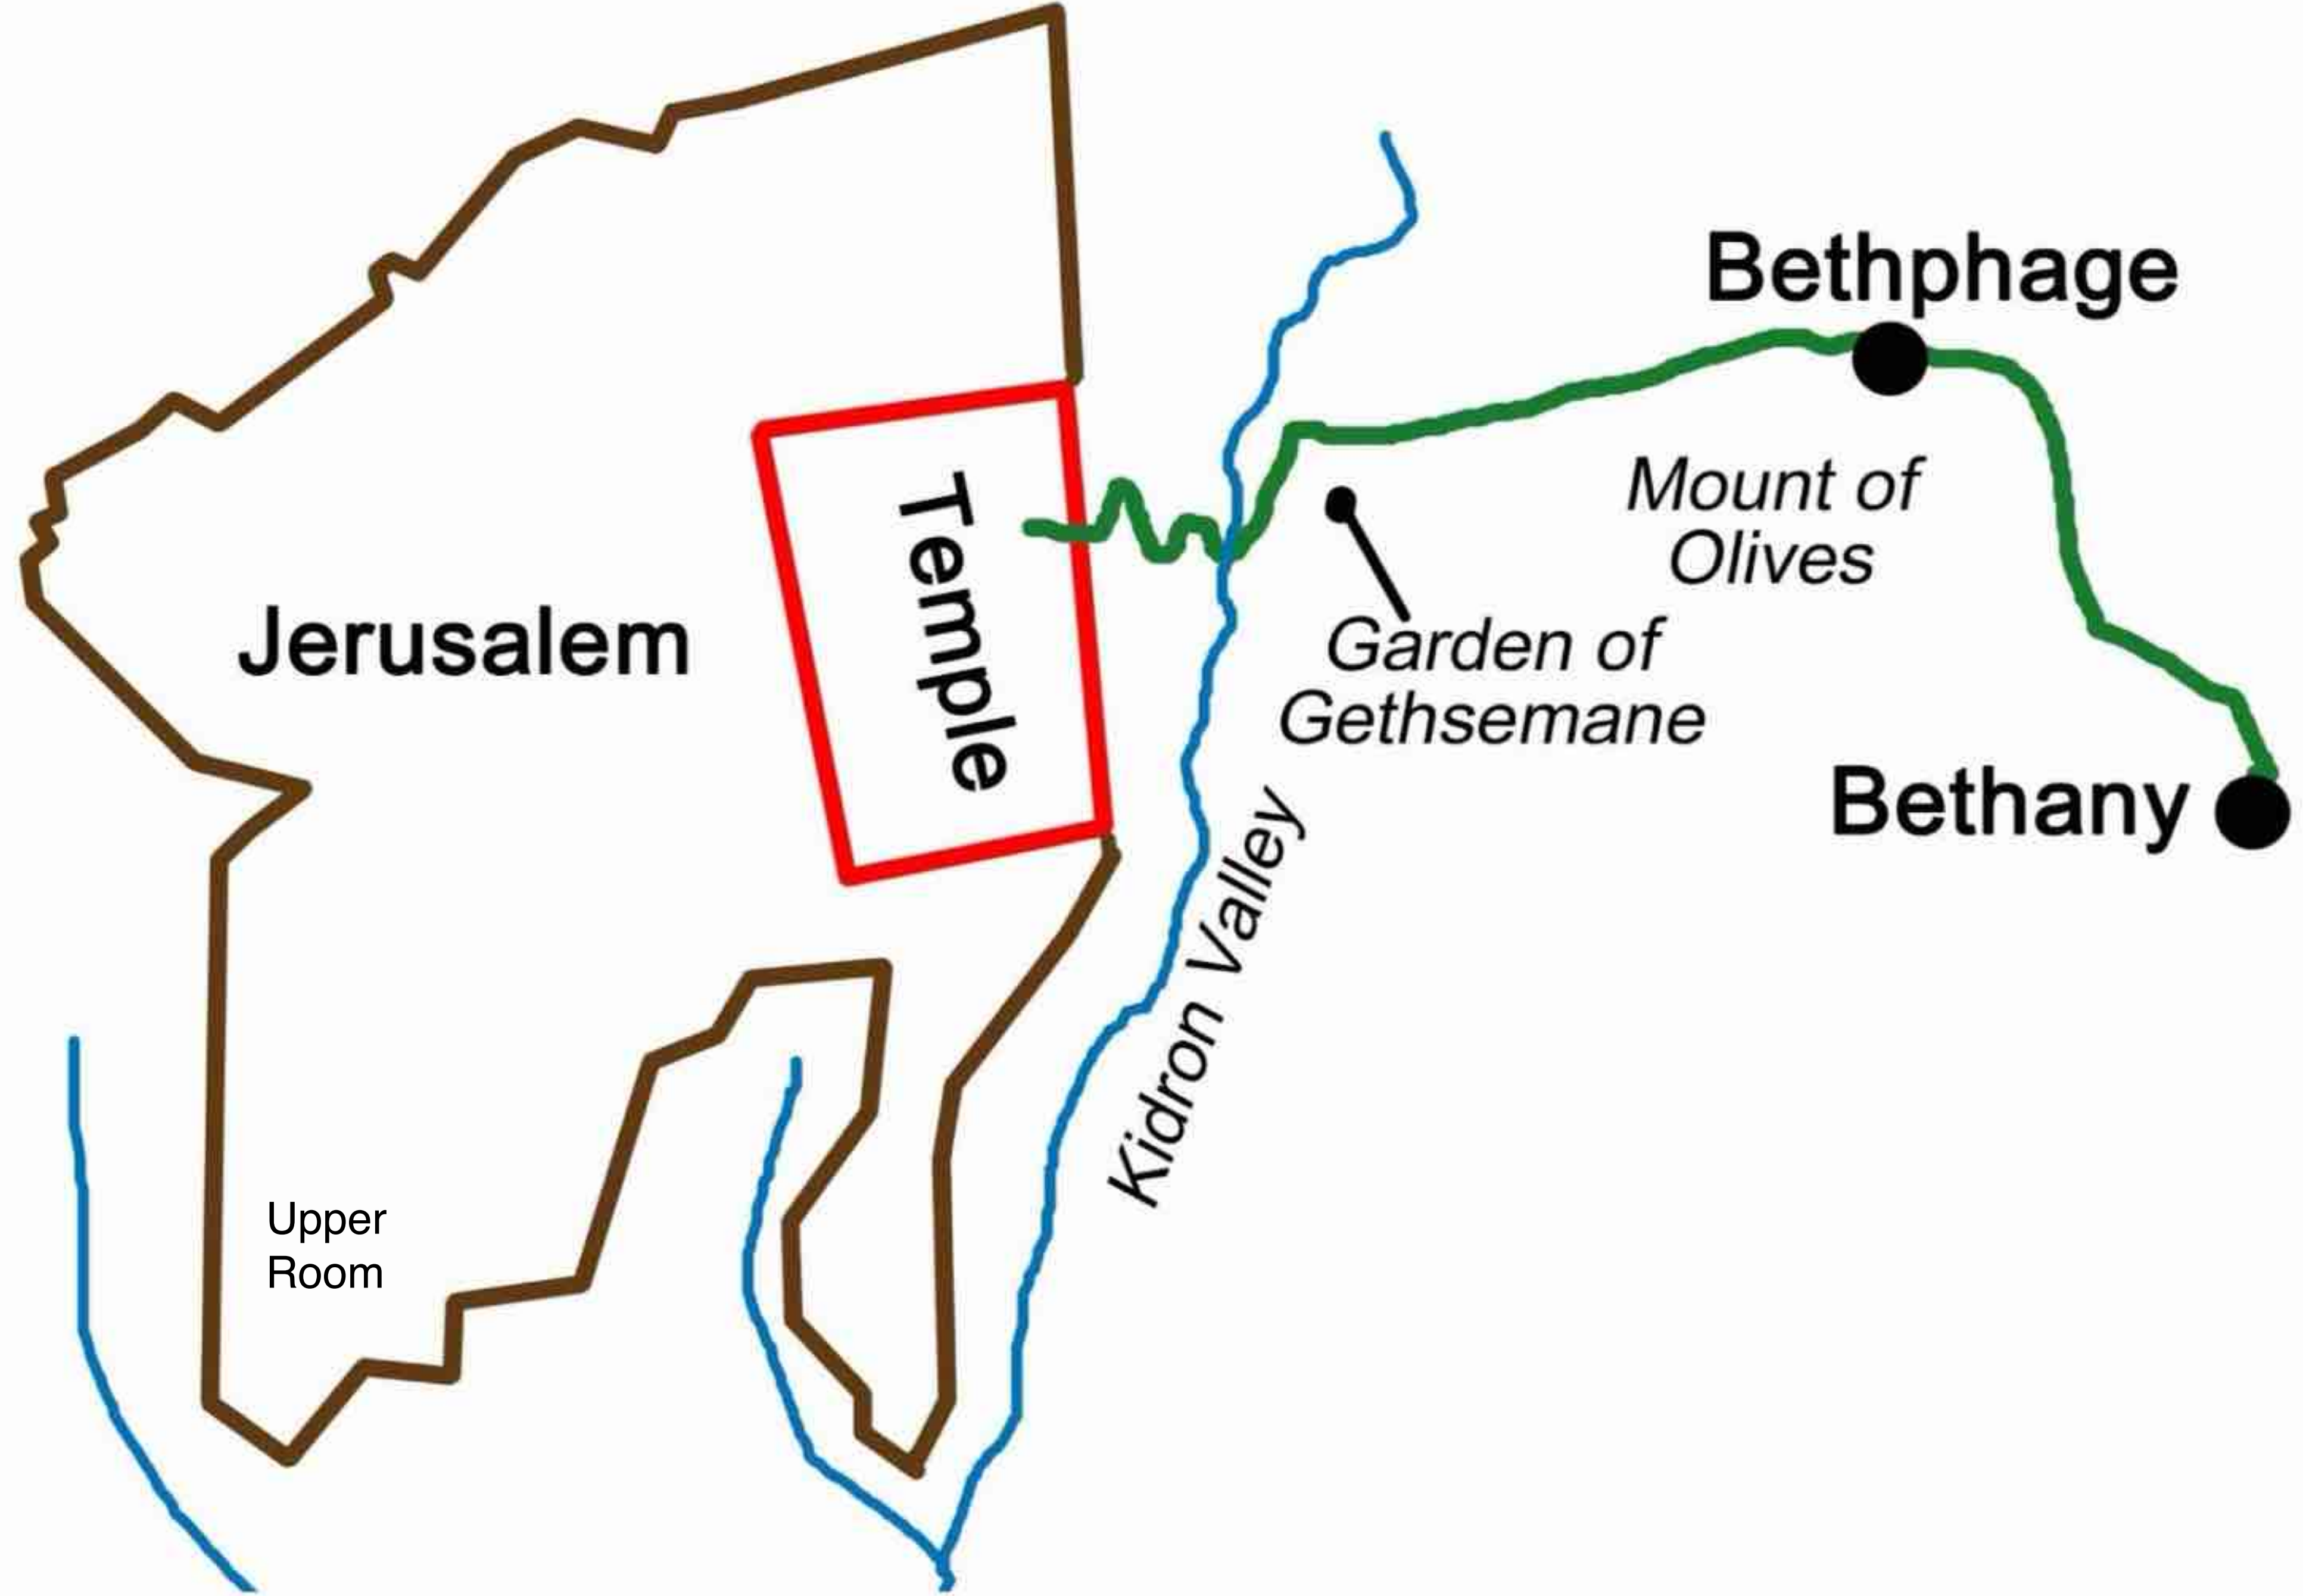 Bethphage
Mount of
Olives
Temple
Jerusalem
Garden of
Gethsemane
Bethany
Kidron Valley
Upper
Room